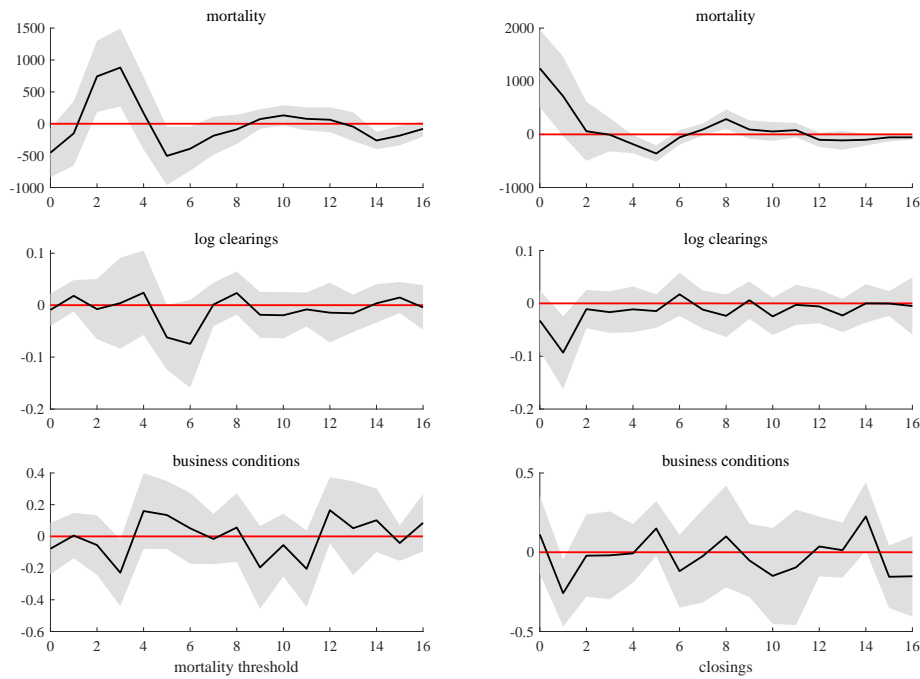 mortality
1500
1000
500
0
-500
-1000
0 2 4 6 8 10 12 14 16
mortality
2000
1000
0
-1000
0 2 4 6 8 10 12 14 16
log clearings
0.1
0
-0.1
-0.2
0 2 4 6 8 10 12 14 16
log clearings
0.1
0
-0.1
-0.2
0 2 4 6 8 10 12 14 16
business conditions
0.4
0.2
0
-0.2
-0.4
-0.6
0 2 4 6 8 10 12 14 16
mortality threshold
business conditions
0.5
0
-0.5
0 2 4 6 8 10 12 14 16
closings